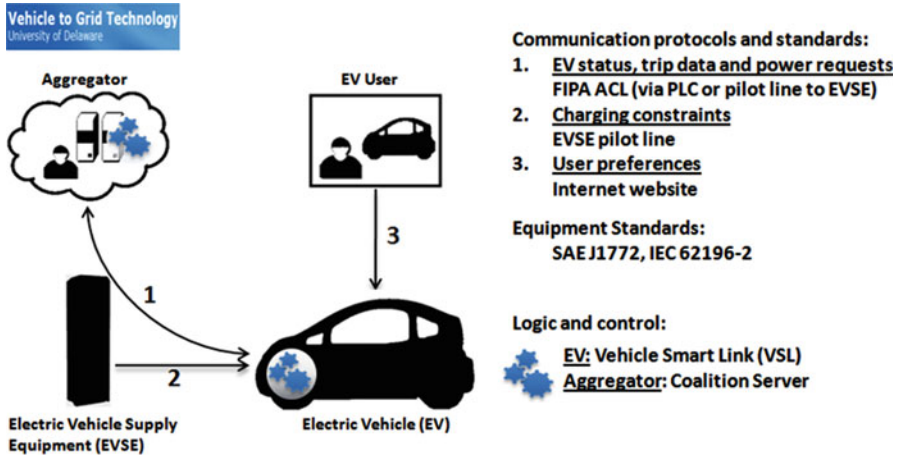 Vehicle to Grid Technology
University of Delaware
Aggregator
EV User
1
2
3
Electric Vehicle Supply
Equipment (EVSE)
Electric Vehicle (EV)
Communication protocols and standards:
1. EV status, trip data and power requests
FIPA ACL (via PLC or pilot line to EVSE)
2. Charging constraints
EVSE pilot line
3. User preferences
Internet website
Equipment Standards:
SAE J1772, IEC 62196-2
Logic and control:
EV: Vehicle Smart Link (VSL)
Aggregator: Coalition Server